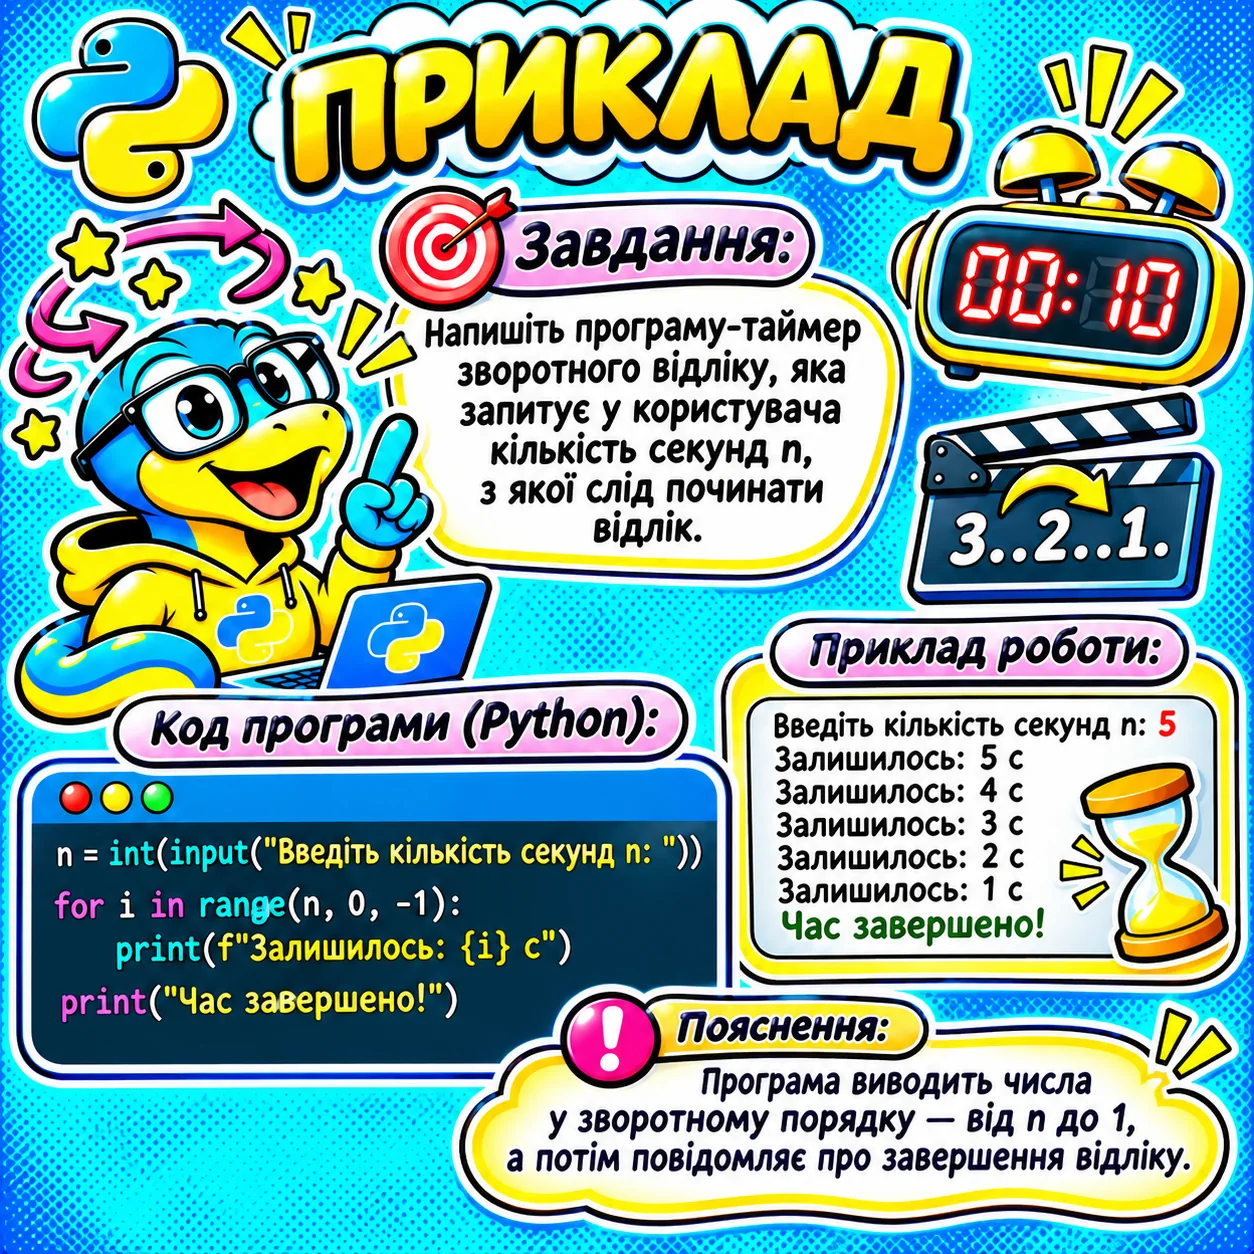 ПРИКЛАД
Завдання:
Напишіть програму-таймер
зворотного відліку, яка
запитує у користувача
кількість секунд n,
з якої слід починати
відлік.
00:10
3..2..1.
Код програми (Python):
n = int(input("Введіть кількість секунд n: "))
for i in range(n, 0, -1):
    print(f"Залишилось: {i} с")
print("Час завершено!")
Приклад роботи:
Введіть кількість секунд n: 5
Залишилось: 5 с
Залишилось: 4 с
Залишилось: 3 с
Залишилось: 2 с
Залишилось: 1 с
Час завершено!
Пояснення:
Програма виводить числа
у зворотному порядку — від n до 1,
а потім повідомляє про завершення відліку.